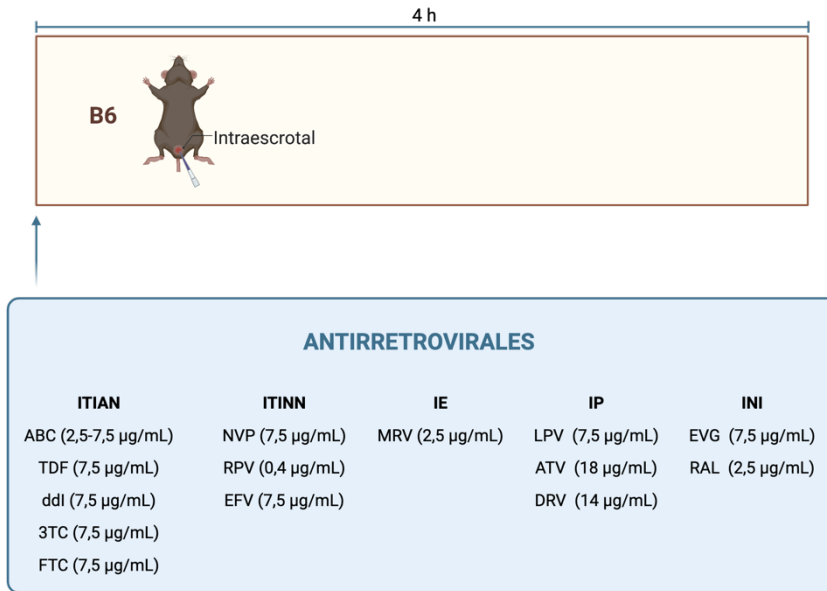 4 h
B6
Intraescrotal
ANTIRRETROVIRALES
ITIAN
ABC (2,5-7,5 µg/mL)
TDF (7,5 µg/mL)
ddI (7,5 µg/mL)
3TC (7,5 µg/mL)
FTC (7,5 µg/mL)
ITINN
NVP (7,5 µg/mL)
RPV (0,4 µg/mL)
EFV (7,5 µg/mL)
IE
MRV (2,5 µg/mL)
IP
LPV (7,5 µg/mL)
ATV (18 µg/mL)
DRV (14 µg/mL)
INI
EVG (7,5 µg/mL)
RAL (2,5 µg/mL)